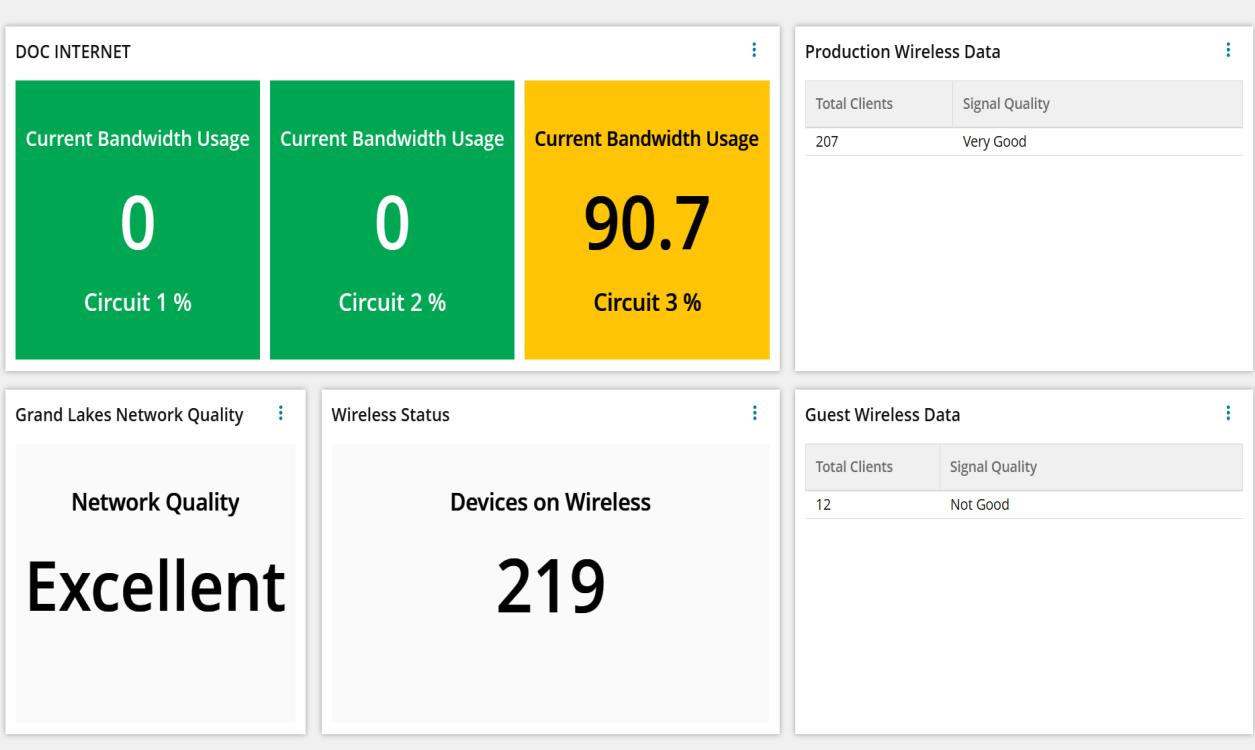 DOC INTERNET
Current Bandwidth Usage
0
Circuit 1 %
Current Bandwidth Usage
0
Circuit 2 %
Current Bandwidth Usage
90.7
Circuit 3 %
Production Wireless Data
Total Clients Signal Quality
207 Very Good
Grand Lakes Network Quality
Network Quality
Excellent
Wireless Status
Devices on Wireless
219
Guest Wireless Data
Total Clients Signal Quality
12 Not Good